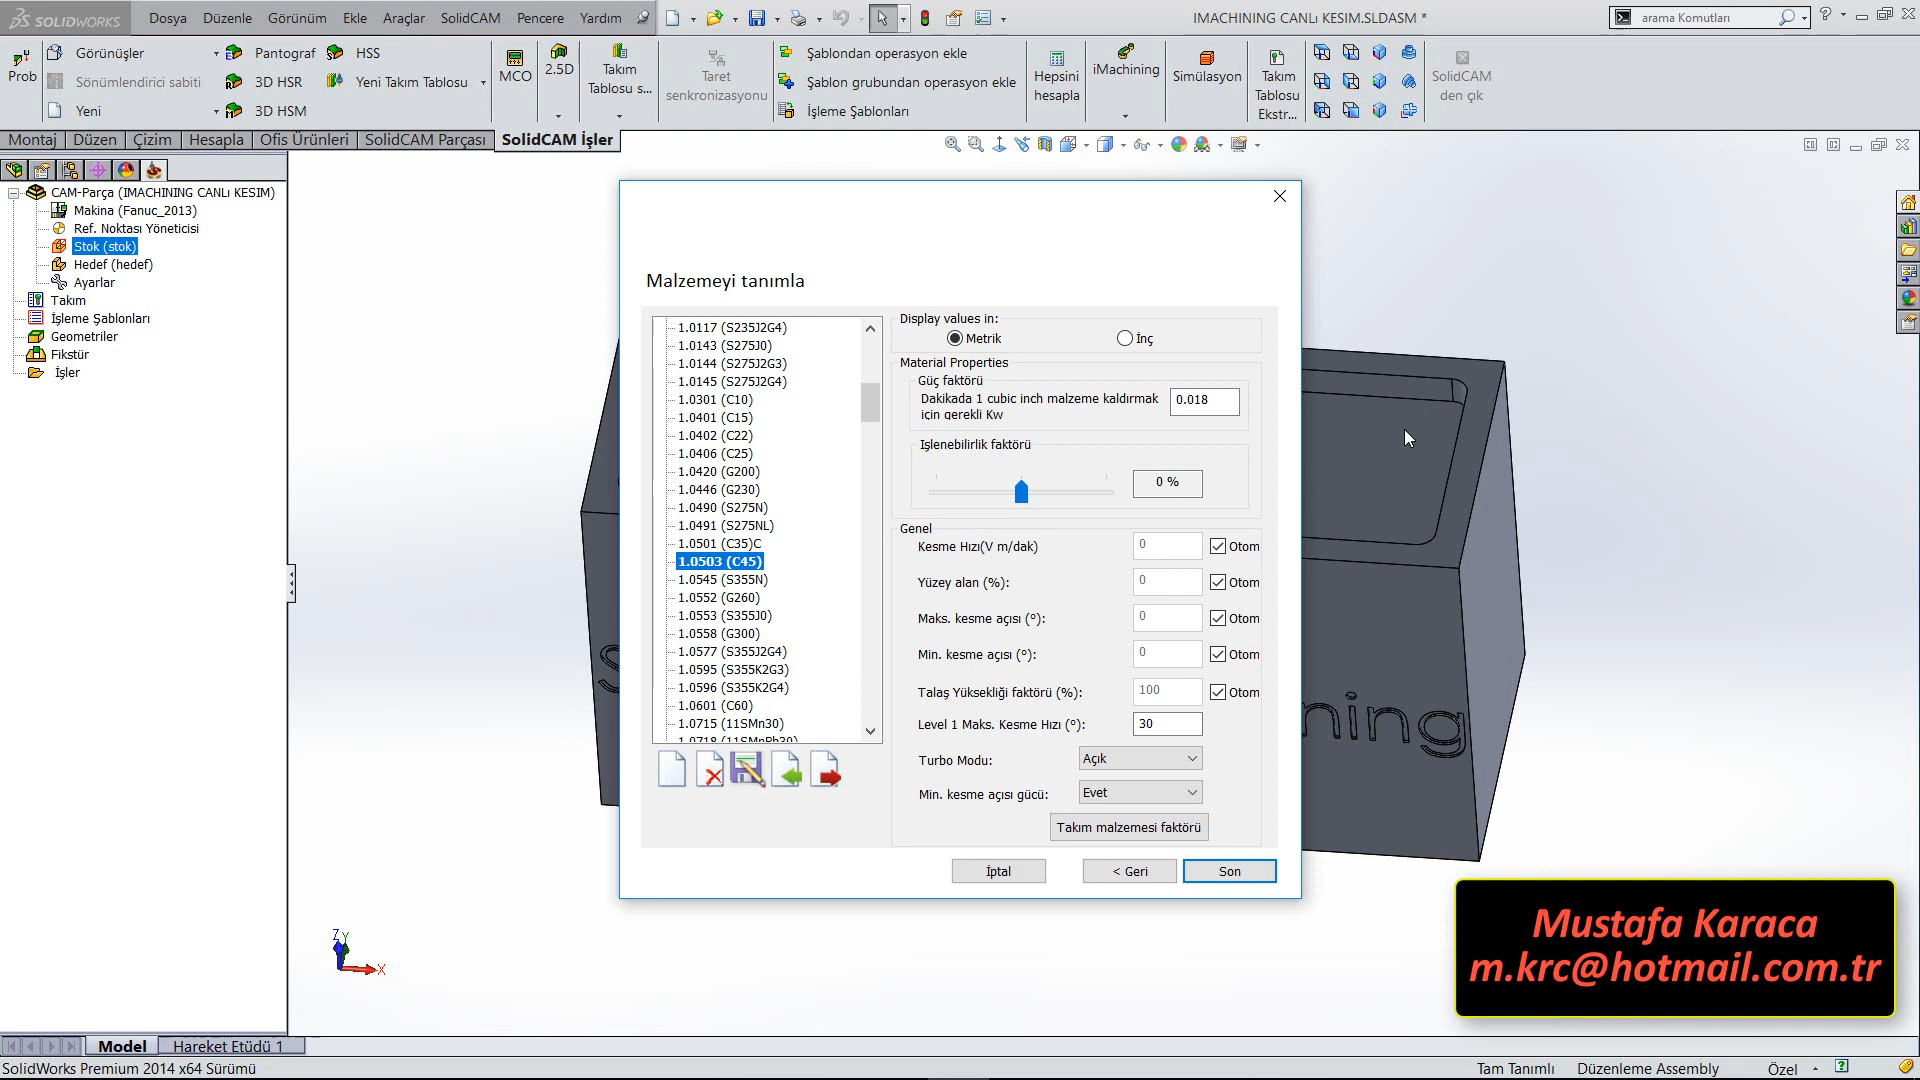 SOLIDWORKS
Dosya Düzenle Görünüm Ekle Araçlar SolidCAM Pencere Yardım
IMACHINING CANLı KESIM.SLDASM *
arama Komutları
Prob
Görünüşler
Sönümlendirici sabiti
Yeni
Pantograf
3D HSR
3D HSM
HSS
Yeni Takım Tablosu
MCO
2.5D
Takım
Tablosu s...
Taret
senkronizasyonu
Şablondan operasyon ekle
Şablon grubundan operasyon ekle
İşleme Şablonları
Hepsini
hesapla
iMachining
Simülasyon
Takım
Tablosu
Ekstr...
SolidCAM
den çık
Montaj Düzen Çizim Hesapla Ofis Ürünleri SolidCAM Parçası SolidCAM İşler
CAM-Parça (IMACHINING CANLı KESIM)
Makina (Fanuc_2013)
Ref. Noktası Yöneticisi
Stok (stok)
Hedef (hedef)
Ayarlar
Takım
İşleme Şablonları
Geometriler
Fikstür
İşler
Malzemeyi tanımla
1.0117 (S235J2G4)
1.0143 (S275J0)
1.0144 (S275J2G3)
1.0145 (S275J2G4)
1.0301 (C10)
1.0401 (C15)
1.0402 (C22)
1.0406 (C25)
1.0420 (G200)
1.0446 (G230)
1.0490 (S275N)
1.0491 (S275NL)
1.0501 (C35)C
1.0503 (C45)
1.0545 (S355N)
1.0552 (G260)
1.0553 (S355J0)
1.0558 (G300)
1.0577 (S355J2G4)
1.0595 (S355K2G3)
1.0596 (S355K2G4)
1.0601 (C60)
1.0715 (11SMn30)
1.0718 (11SMnPb30)
Display values in:
Metrik İnç
Material Properties
Güç faktörü
Dakikada 1 cubic inch malzeme kaldırmak
için gerekli Kw
0.018
Işlenebilirlik faktörü
0 %
Genel
Kesme Hızı(V m/dak) 0 Otom
Yüzey alan (%): 0 Otom
Maks. kesme açısı (º): 0 Otom
Min. kesme açısı (º): 0 Otom
Talaş Yüksekliği faktörü (%): 100 Otom
Level 1 Maks. Kesme Hızı (º): 30
Turbo Modu: Açık
Min. kesme açısı gücü: Evet
Takım malzemesi faktörü
İptal < Geri Son
S
ning
Z Y X
Mustafa Karaca
m.krc@hotmail.com.tr
Model Hareket Etüdü 1
SolidWorks Premium 2014 x64 Sürümü
Tam Tanımlı Düzenleme Assembly Özel